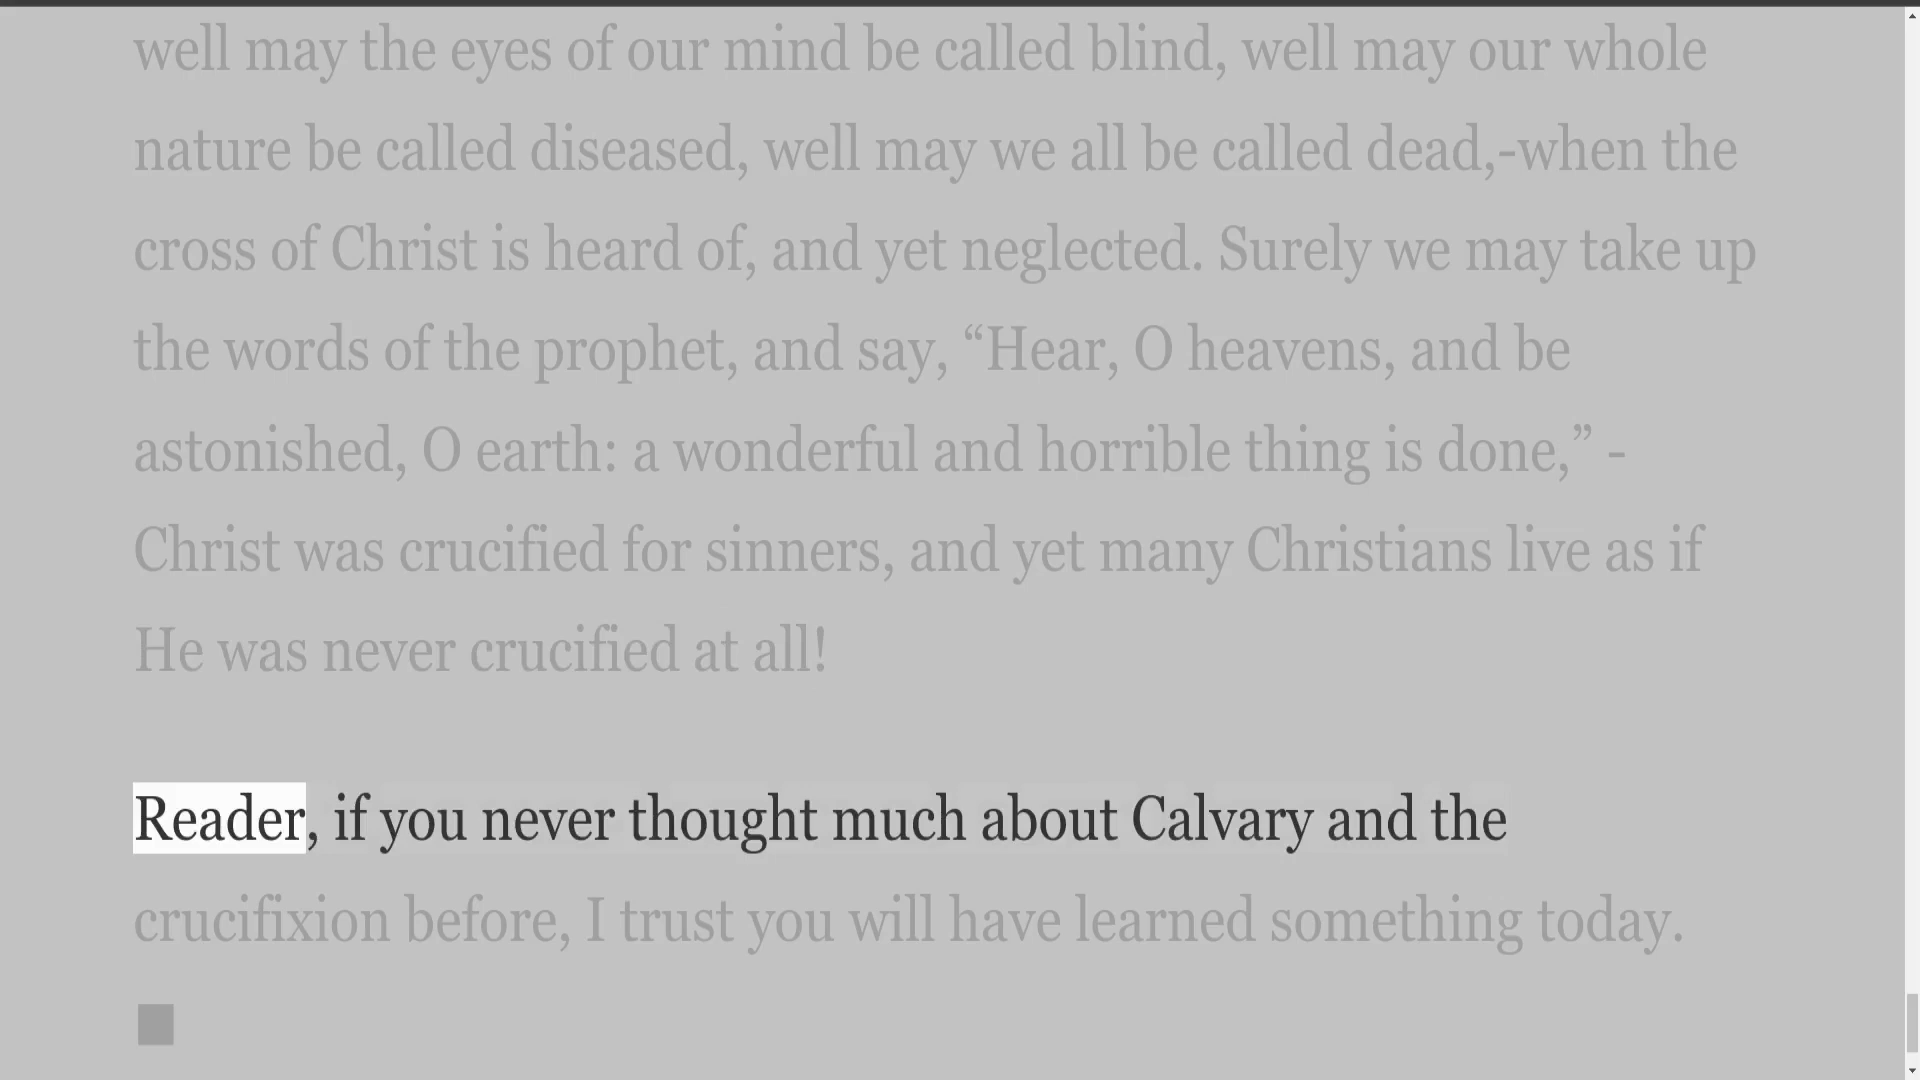 well may the eyes of our mind be called blind, well may our whole
nature be called diseased, well may we all be called dead,-when the
cross of Christ is heard of, and yet neglected. Surely we may take up
the words of the prophet, and say, “Hear, O heavens, and be
astonished, O earth: a wonderful and horrible thing is done,” -
Christ was crucified for sinners, and yet many Christians live as if
He was never crucified at all!
Reader, if you never thought much about Calvary and the
crucifixion before, I trust you will have learned something today.
■